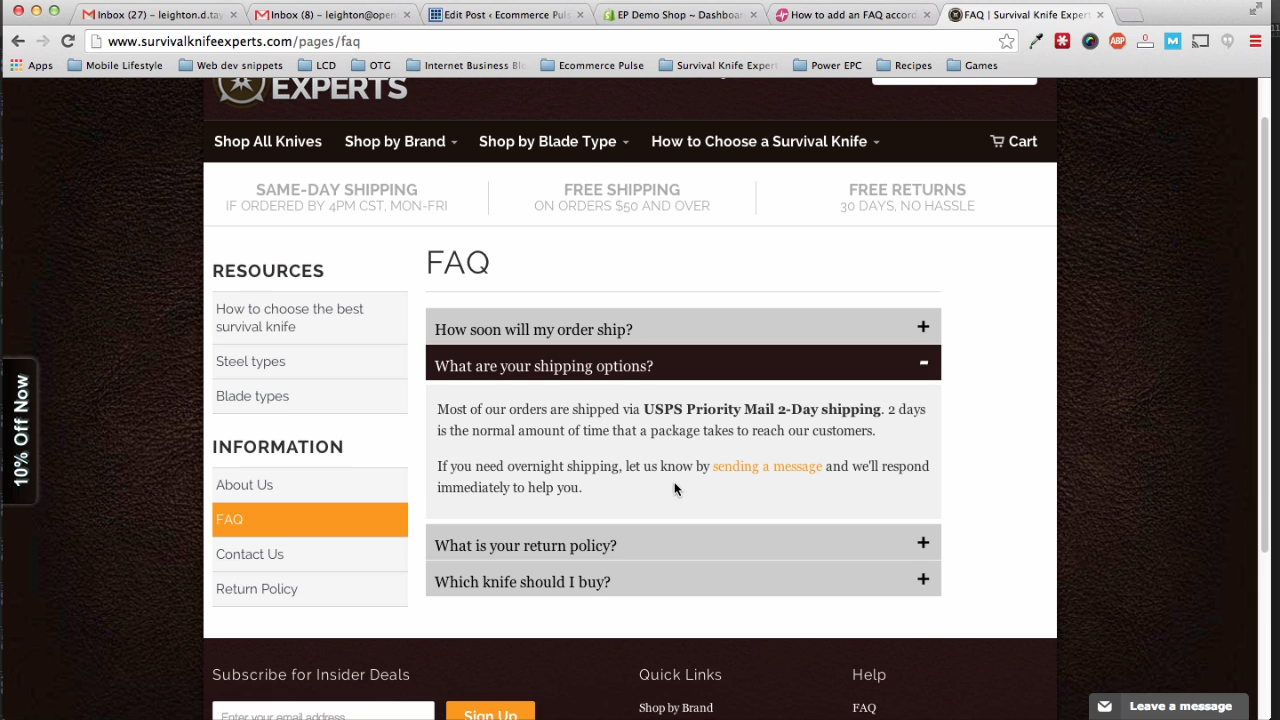 Inbox (27) - leighton.d.tay
Inbox (8) - leighton@open
Edit Post ‹ Ecommerce Puls
EP Demo Shop ~ Dashboa
How to add an FAQ accord
FAQ | Survival Knife Expert
www.survivalknifeexperts.com/pages/faq
Apps
Mobile Lifestyle
Web dev snippets
LCD
OTG
Internet Business Blo
Ecommerce Pulse
Survival Knife Expert
Power EPC
Recipes
Games
EXPERTS
Shop All Knives
Shop by Brand
Shop by Blade Type
How to Choose a Survival Knife
Cart
SAME-DAY SHIPPING
IF ORDERED BY 4PM CST, MON-FRI
FREE SHIPPING
ON ORDERS $50 AND OVER
FREE RETURNS
30 DAYS, NO HASSLE
RESOURCES
How to choose the best
survival knife
Steel types
Blade types
INFORMATION
About Us
FAQ
Contact Us
Return Policy
FAQ
How soon will my order ship?
+
What are your shipping options?
-
Most of our orders are shipped via USPS Priority Mail 2-Day shipping. 2 days
is the normal amount of time that a package takes to reach our customers.
If you need overnight shipping, let us know by sending a message and we'll respond
immediately to help you.
What is your return policy?
+
Which knife should I buy?
+
10% Off Now
Subscribe for Insider Deals
Enter your email address
Sign Up
Quick Links
Shop by Brand
Help
FAQ
Leave a message